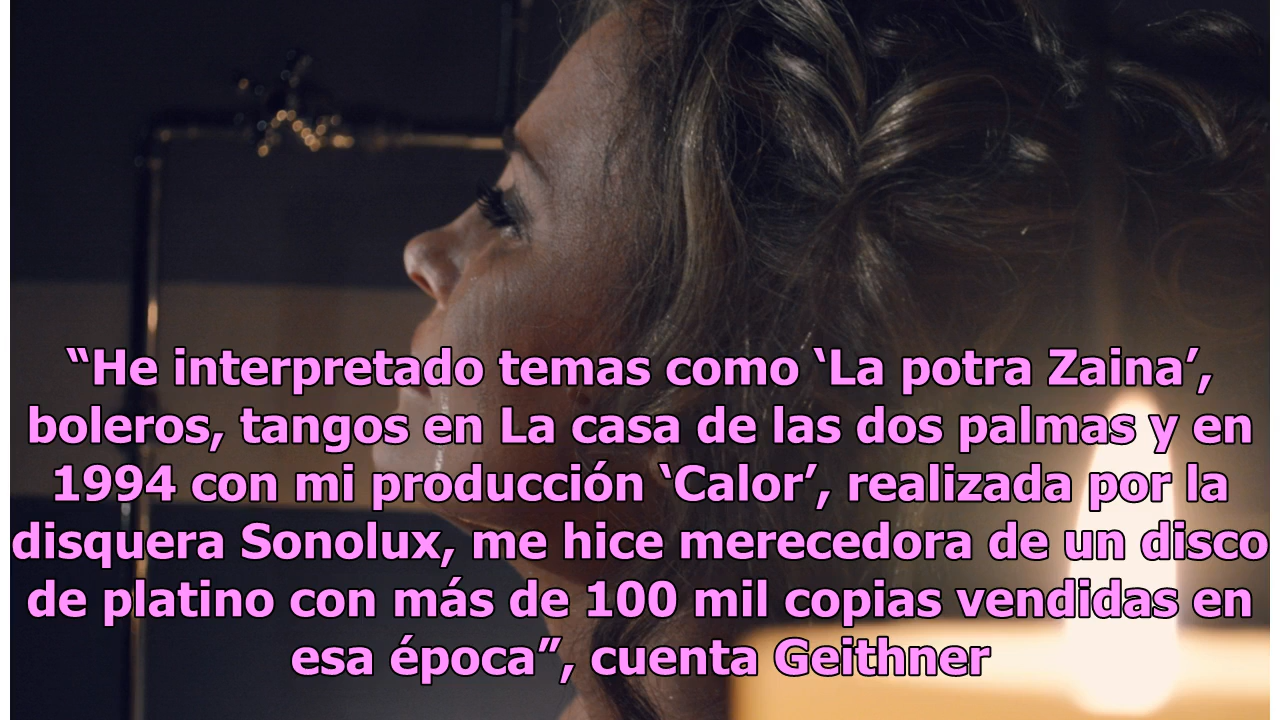 “He interpretado temas como ‘La potra Zaina’,
boleros, tangos en La casa de las dos palmas y en
1994 con mi producción ‘Calor’, realizada por la
disquera Sonolux, me hice merecedora de un disco
de platino con más de 100 mil copias vendidas en
esa época”, cuenta Geithner